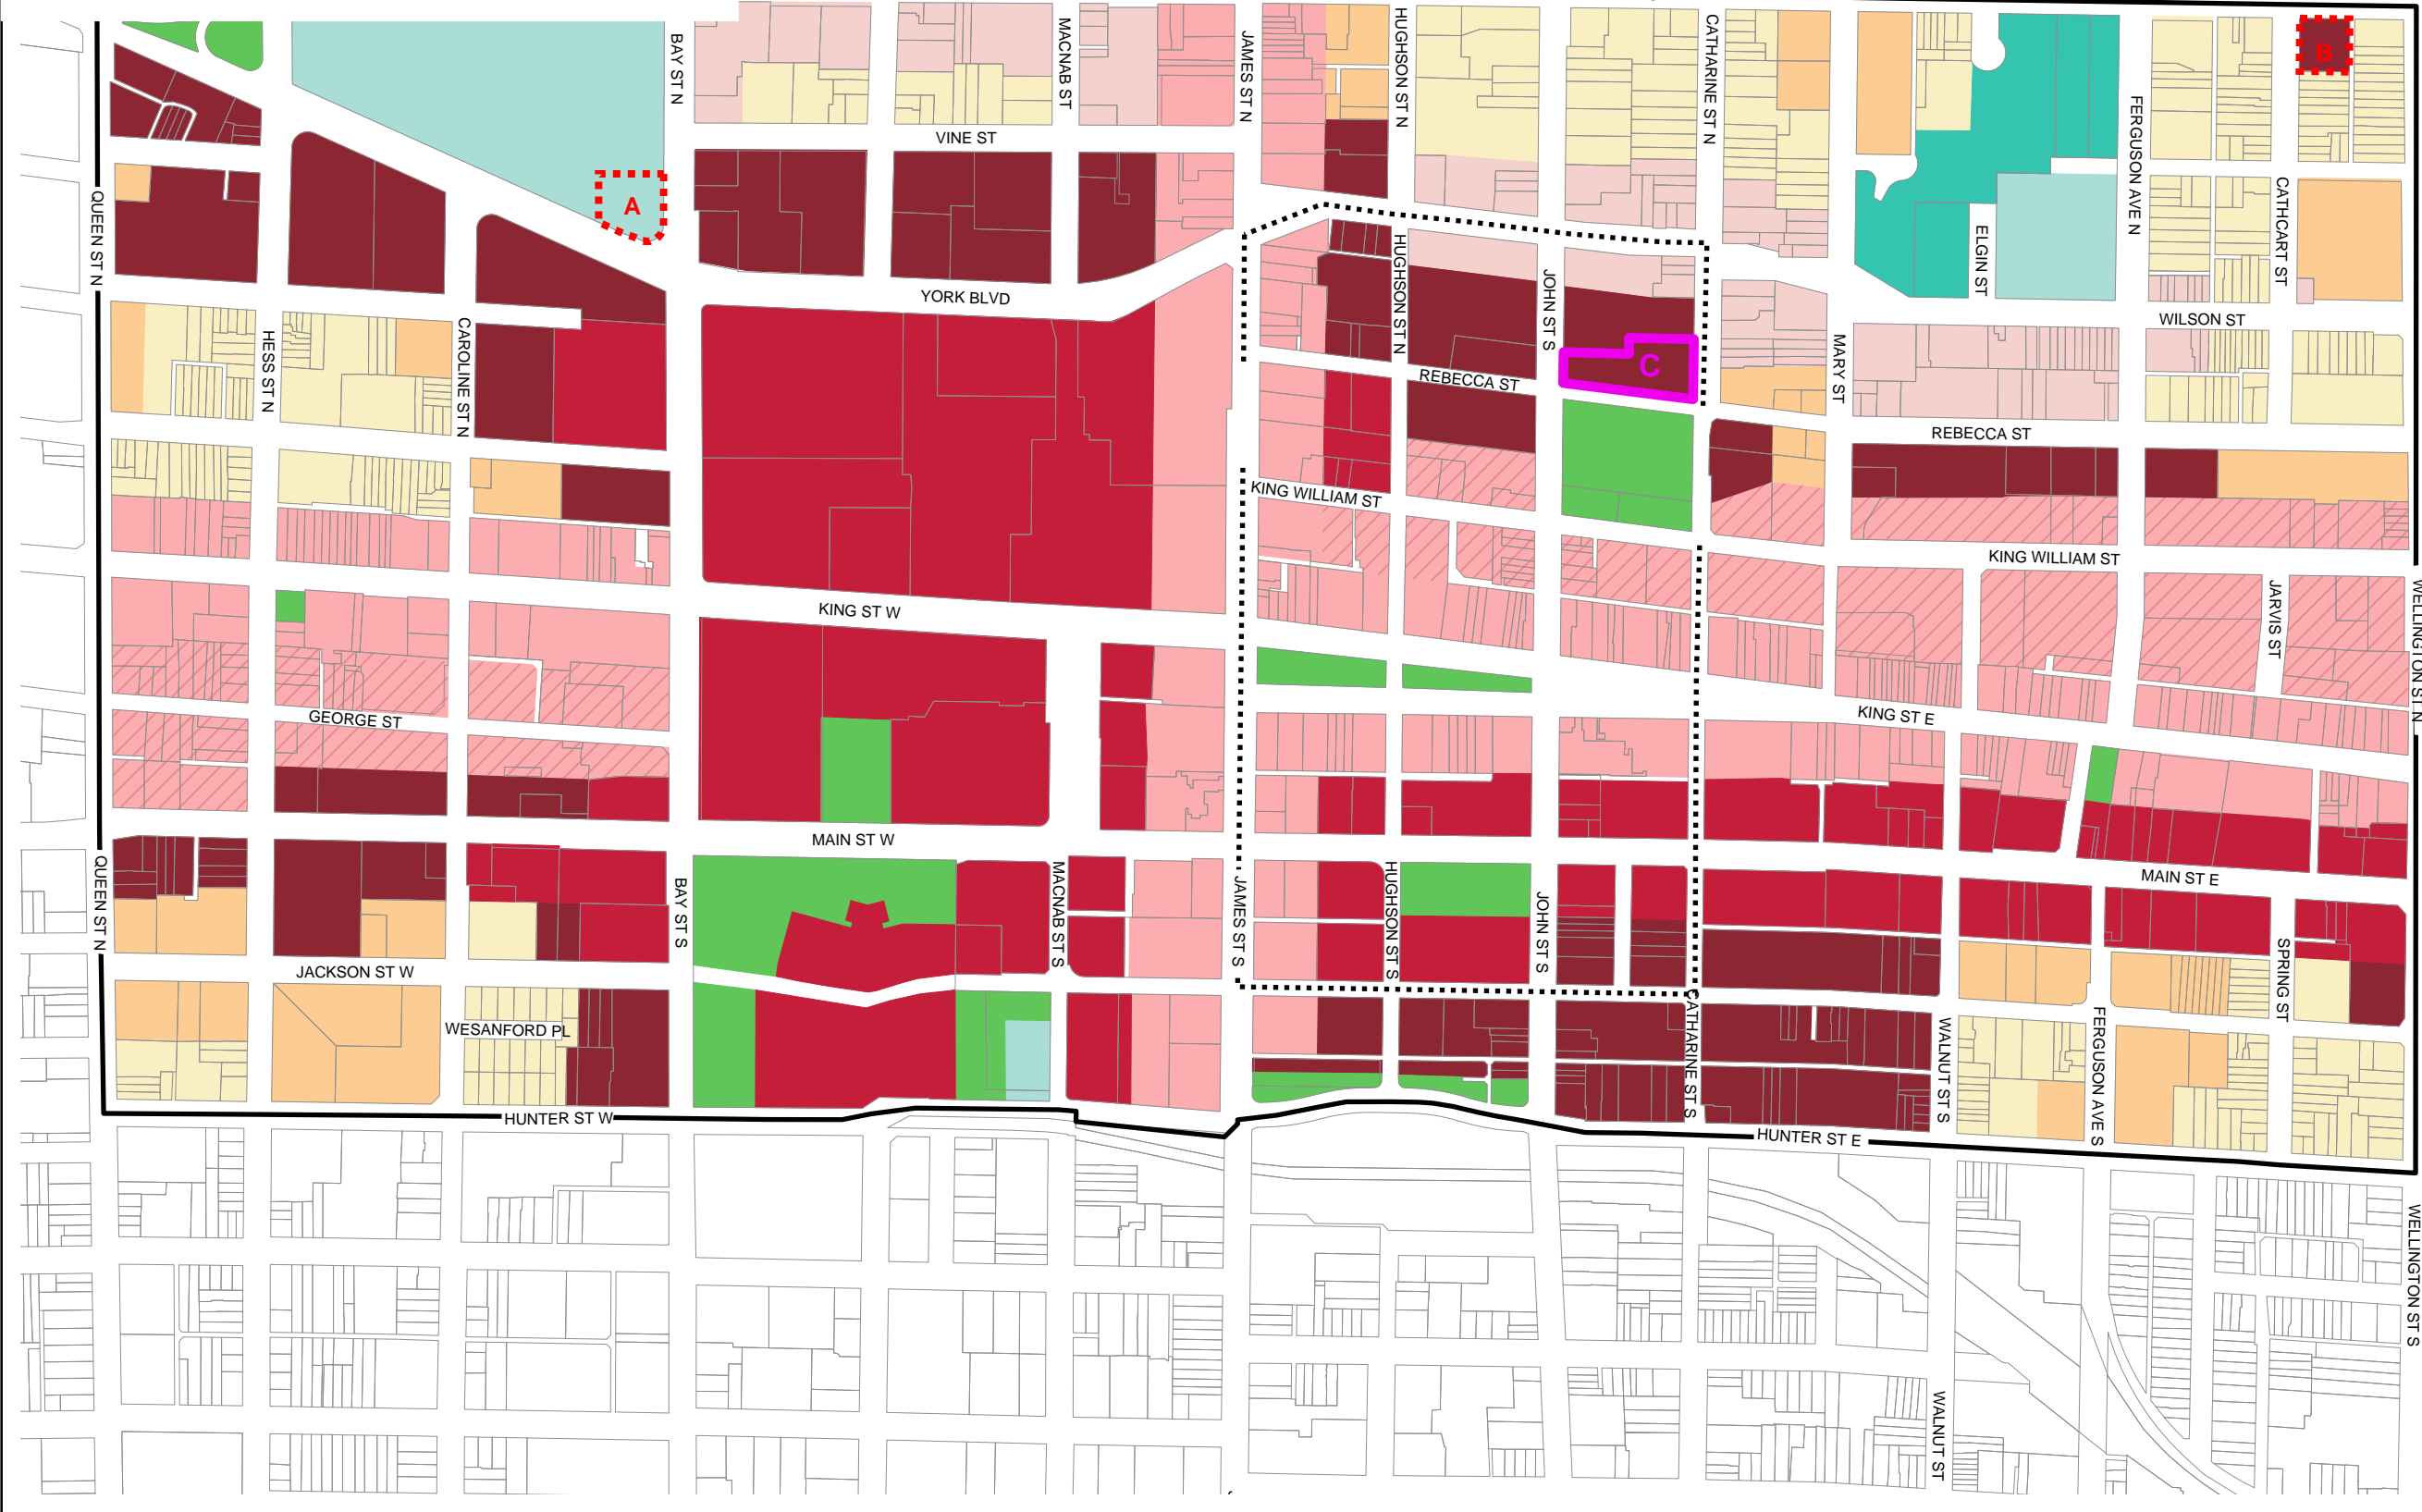 BAY ST N
MACNAB ST
JAMES ST N
HUGHSON ST N
CATHARINE ST N
FERGUSON AVE N
B
VINE ST
QUEEN ST N
A
CATHCART ST
ELGIN ST
HUGHSON ST N
JOHN ST S
YORK BLVD
WILSON ST
HESS ST N
CAROLINE ST N
MARY ST
C
REBECCA ST
REBECCA ST
KING WILLIAM ST
KING WILLIAM ST
JARVIS ST
WELLINGTON ST N
KING ST W
GEORGE ST
KING ST E
MAIN ST W
MAIN ST E
QUEEN ST N
BAY ST S
MACNAB ST S
JAMES ST S
HUGHSON ST S
JOHN ST S
SPRING ST
JACKSON ST W
CATHARINE ST S
WESANFORD PL
WALNUT ST S
FERGUSON AVE S
HUNTER ST W
HUNTER ST E
WELLINGTON ST S
WALNUT ST